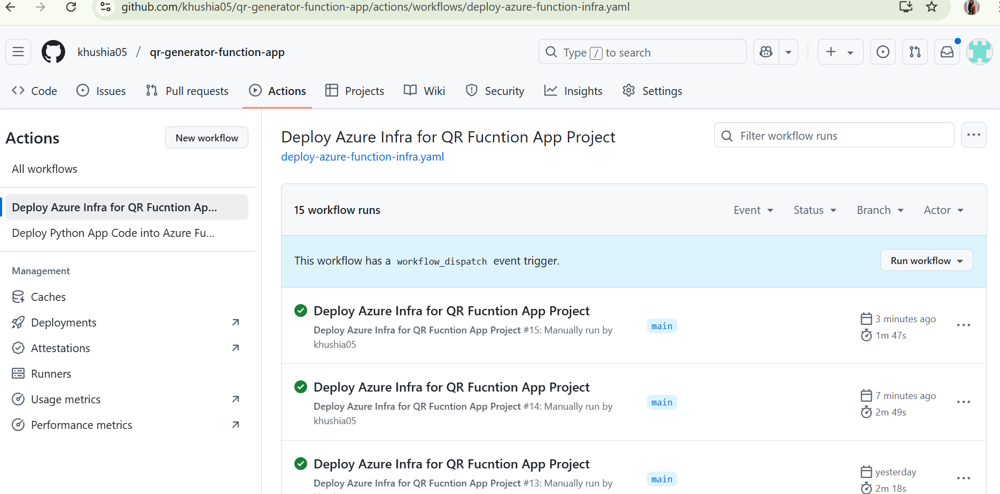 github.com/khushia05/qr-generator-function-app/actions/workflows/deploy-azure-function-infra.yaml
khushia05 / qr-generator-function-app
Type / to search
Code Issues Pull requests Actions Projects Wiki Security Insights Settings
Actions
New workflow
All workflows
Deploy Azure Infra for QR Fucntion Ap...
Deploy Python App Code into Azure Fu...
Management
Caches
Deployments
Attestations
Runners
Usage metrics
Performance metrics
Deploy Azure Infra for QR Fucntion App Project
deploy-azure-function-infra.yaml
Filter workflow runs
15 workflow runs
Event Status Branch Actor
This workflow has a workflow_dispatch event trigger.
Run workflow
Deploy Azure Infra for QR Fucntion App Project
Deploy Azure Infra for QR Fucntion App Project #15: Manually run by
khushia05
main
3 minutes ago
1m 47s
Deploy Azure Infra for QR Fucntion App Project
Deploy Azure Infra for QR Fucntion App Project #14: Manually run by
khushia05
main
7 minutes ago
2m 49s
Deploy Azure Infra for QR Fucntion App Project
Deploy Azure Infra for QR Fucntion App Project #13: Manually run by
main
yesterday
2m 18s